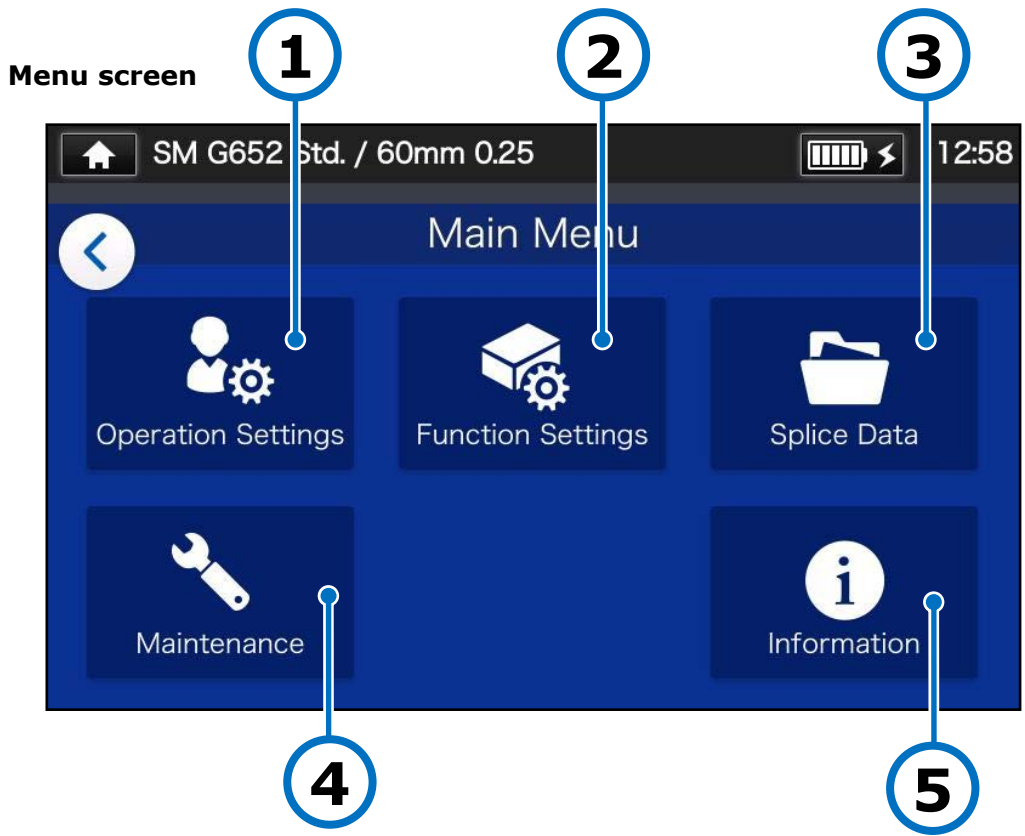 1 2 3
Menu screen
SM G652 Std. / 60mm 0.25 12:58
Main Menu
Operation Settings Function Settings Splice Data
Maintenance Information
4 5